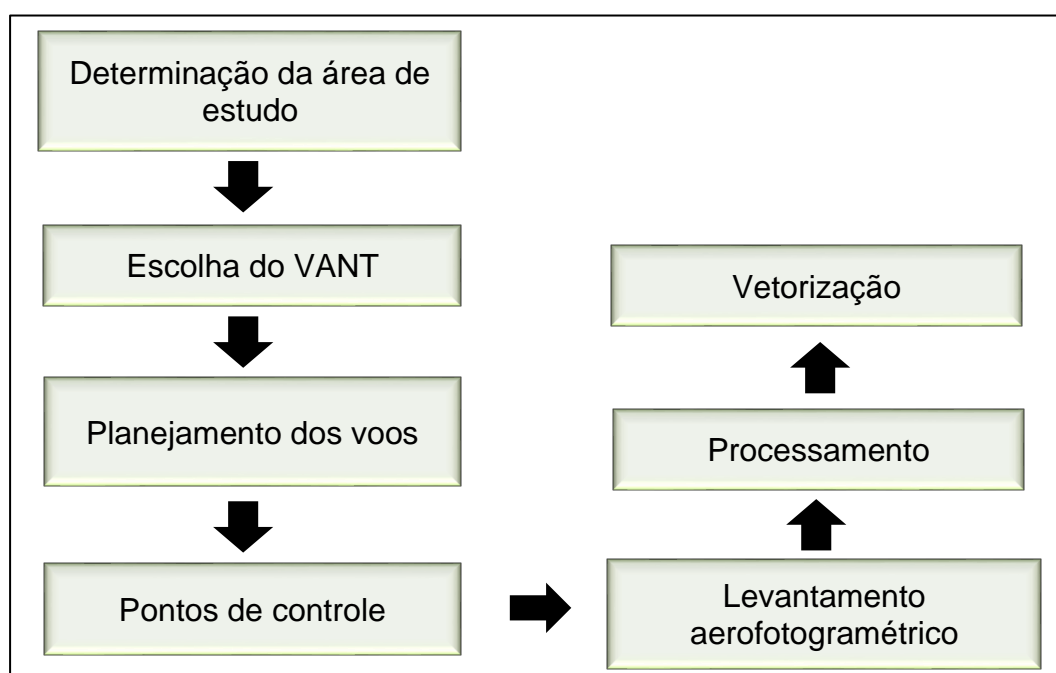 Determinação da área de
estudo
Escolha do VANT
Planejamento dos voos
Pontos de controle
Levantamento
aerofotogramétrico
Processamento
Vetorização